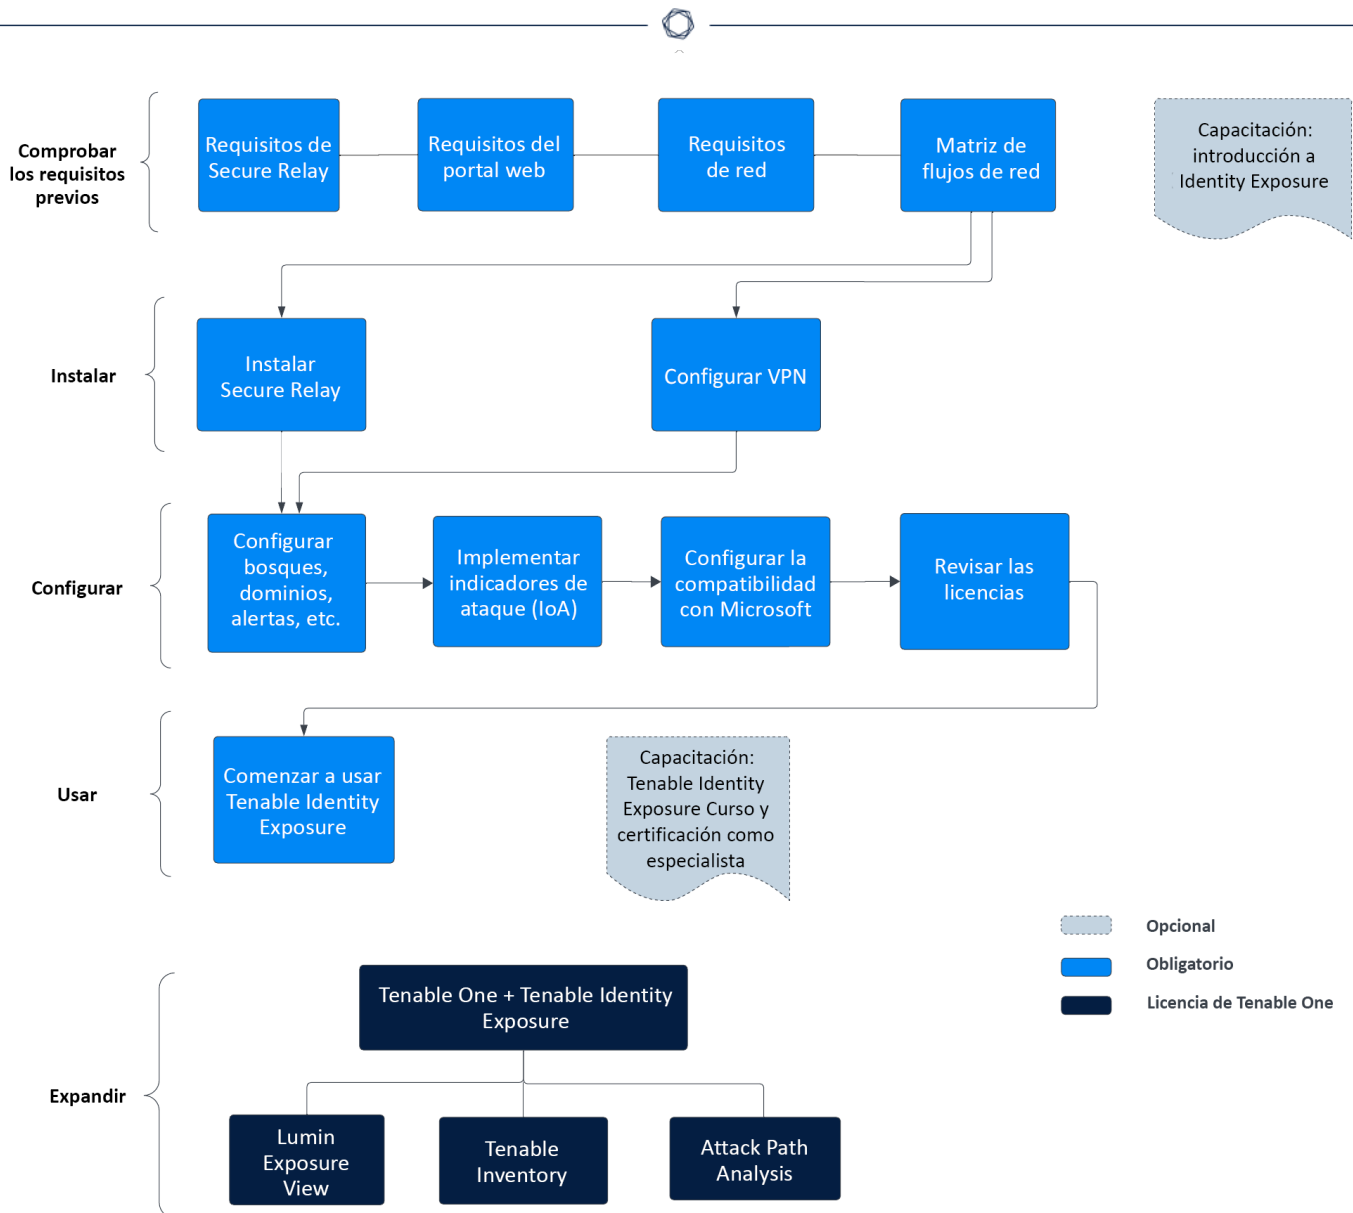 Comprobar
los requisitos
previos
Requisitos de
Secure Relay
Requisitos del
portal web
Requisitos
de red
Matriz de
flujos de red
Capacitación:
introducción a
Identity Exposure
Instalar
Instalar
Secure Relay
Configurar VPN
Configurar
Configurar
bosques,
dominios,
alertas, etc.
Implementar
indicadores de
ataque (IoA)
Configurar la
compatibilidad
con Microsoft
Revisar las
licencias
Usar
Comenzar a usar
Tenable Identity
Exposure
Capacitación:
Tenable Identity
Exposure Curso y
certificación como
especialista
Opcional
Obligatorio
Licencia de Tenable One
Expandir
Tenable One + Tenable Identity
Exposure
Lumin
Exposure
View
Tenable
Inventory
Attack Path
Analysis